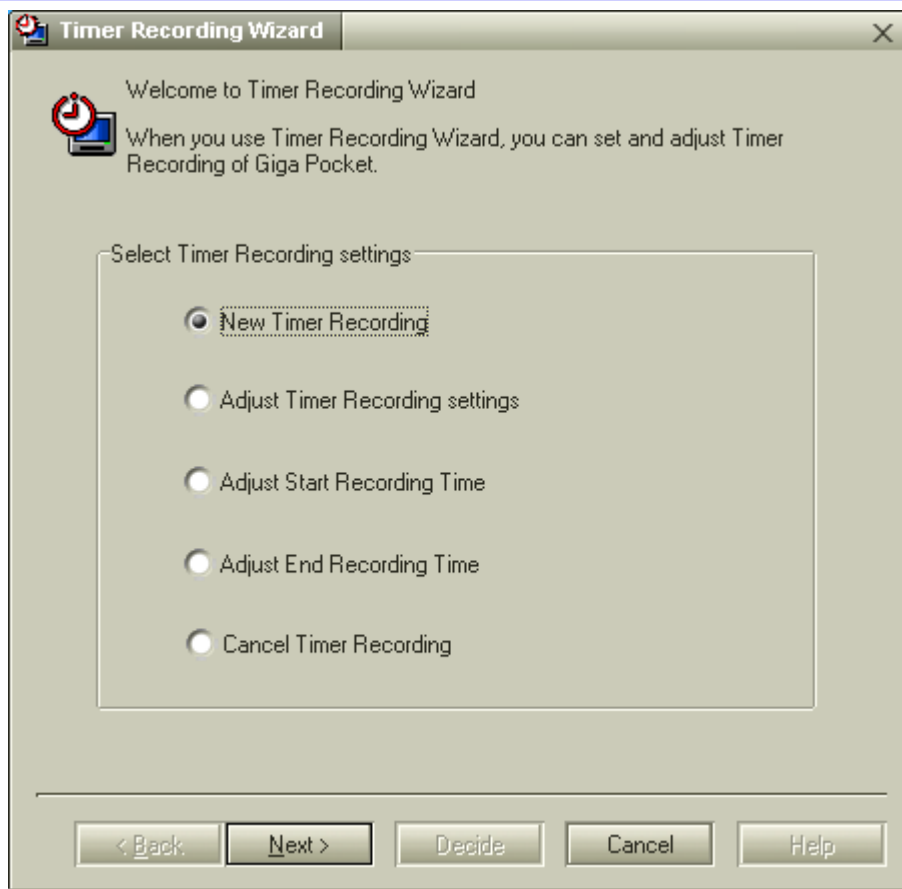 Timer Recording Wizard
Welcome to Timer Recording Wizard
When you use Timer Recording Wizard, you can set and adjust Timer
Recording of Giga Pocket.
Select Timer Recording settings
New Timer Recording
Adjust Timer Recording settings
Adjust Start Recording Time
Adjust End Recording Time
Cancel Timer Recording
< Back Next > Decide Cancel Help